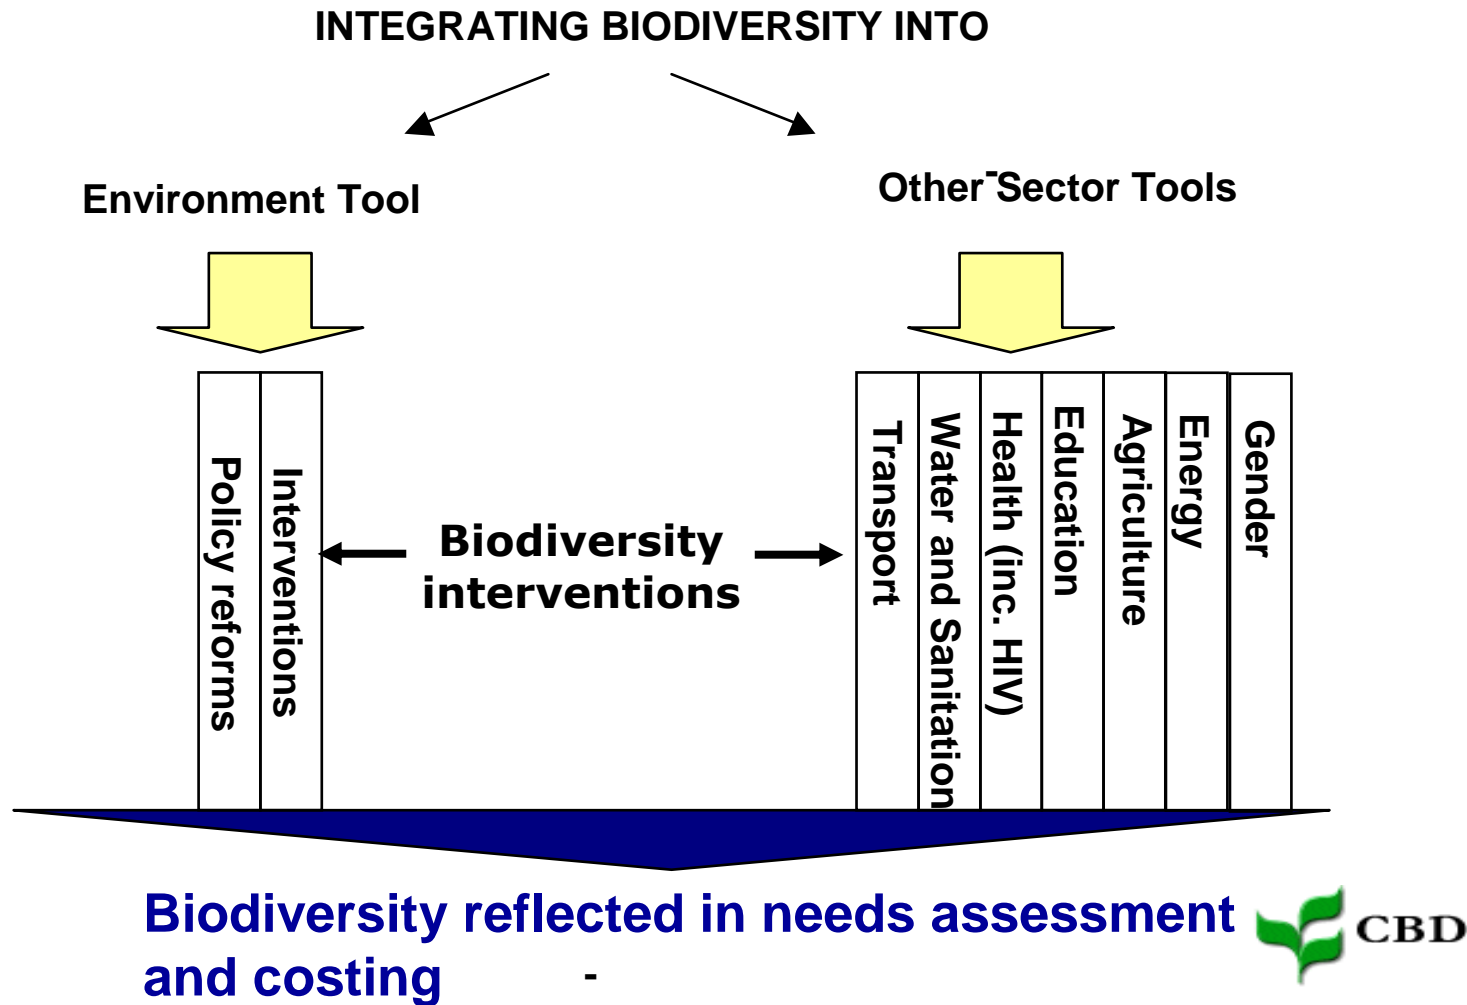 INTEGRATING BIODIVERSITY INTO
Environment Tool
Other-Sector Tools
Policy reforms
Interventions
Biodiversity
interventions
Transport
Water and Sanitation
Health (inc. HIV)
Education
Agriculture
Energy
Gender
Biodiversity reflected in needs assessment
and costing -
CBD